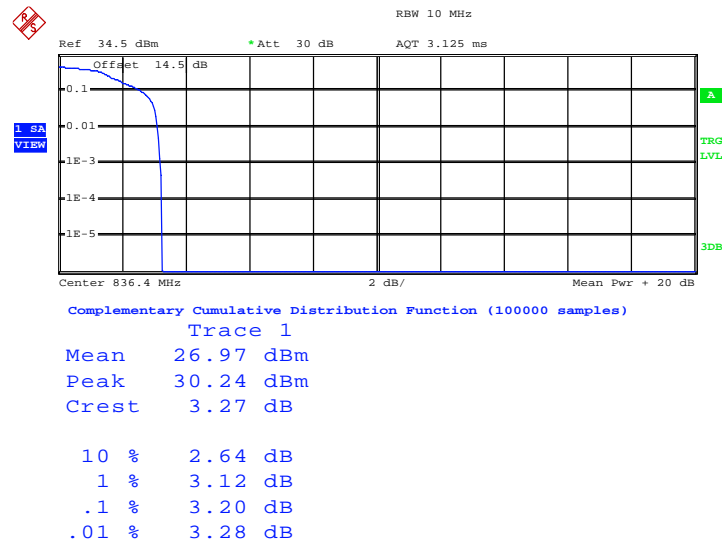 RBW 10 MHz
Ref 34.5 dBm * Att 30 dB AQT 3.125 ms
Offset 14.5 dB
0.1
A
0.01
1 SA
VIEW
TRG
LVL
1E-3
1E-4
1E-5
3DB
Center 836.4 MHz 2 dB/ Mean Pwr + 20 dB
Complementary Cumulative Distribution Function (100000 samples)
Trace 1
Mean 26.97 dBm
Peak 30.24 dBm
Crest 3.27 dB
10 % 2.64 dB
1 % 3.12 dB
.1 % 3.20 dB
.01 % 3.28 dB